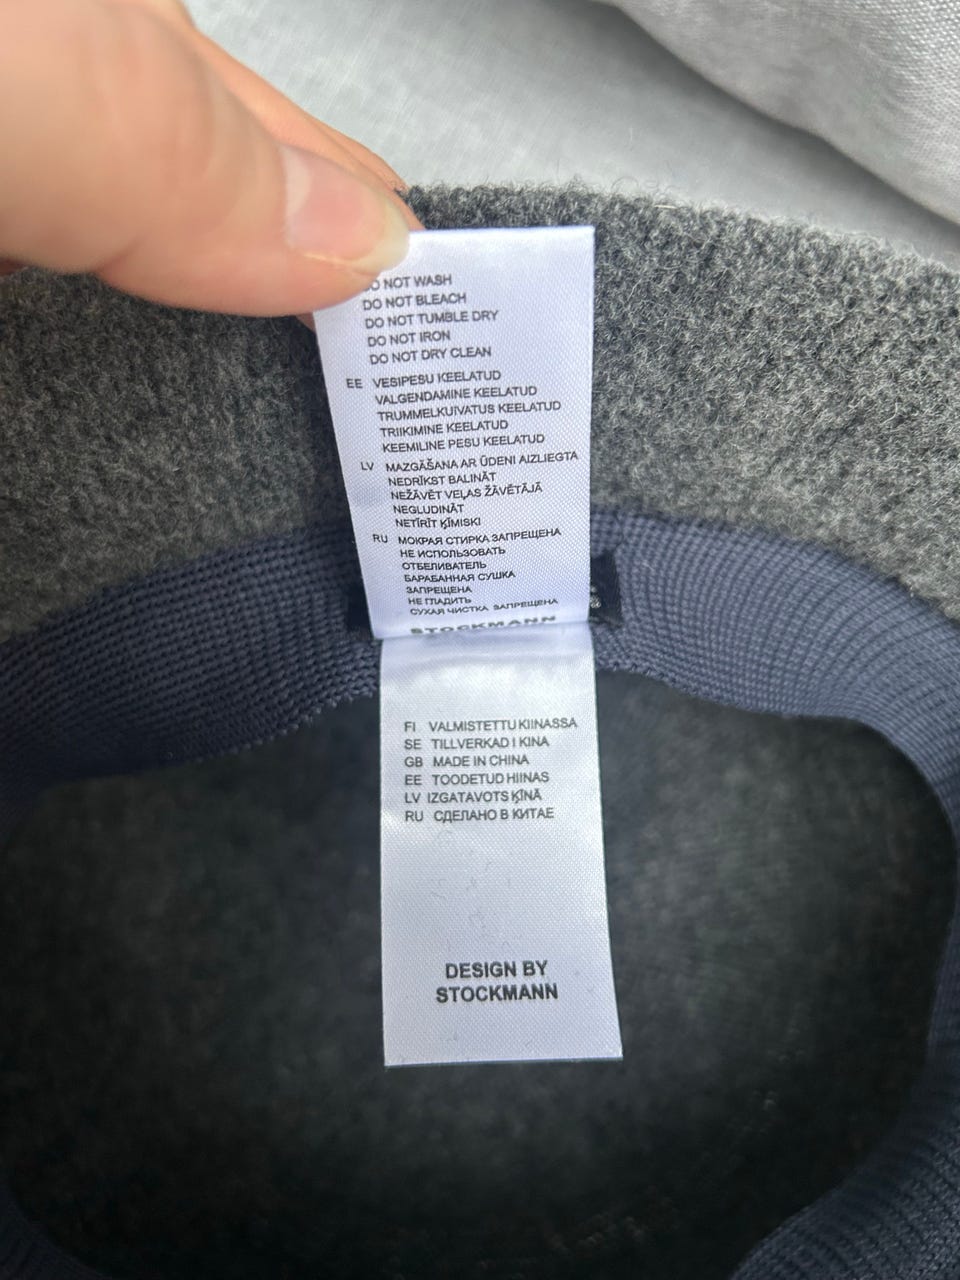 DO NOT WASH
DO NOT BLEACH
DO NOT TUMBLE DRY
DO NOT IRON
DO NOT DRY CLEAN
EE VESIPESU KEELATUD
VALGENDAMINE KEELATUD
TRUMMELKUIVATUS KEELATUD
TRIIKIMINE KEELATUD
KEEMILINE PESU KEELATUD
LV MAZGĀŠANA AR ŪDENI AIZLIEGTA
NEDRĪKST BALINĀT
NEŽĀVĒT VEĻAS ŽĀVĒTĀJĀ
NEGLUDINĀT
NETĪRĪT ĶĪMISKI
RU МОКРАЯ СТИРКА ЗАПРЕЩЕНА
НЕ ИСПОЛЬЗОВАТЬ
ОТБЕЛИВАТЕЛЬ
БАРАБАННАЯ СУШКА
ЗАПРЕЩЕНА
НЕ ГЛАДИТЬ
СУХАЯ ЧИСТКА ЗАПРЕЩЕНА
STOCKMANN
FI VALMISTETTU KIINASSA
SE TILLVERKAD I KINA
GB MADE IN CHINA
EE TOODETUD HIINAS
LV IZGATAVOTS ĶĪNĀ
RU СДЕЛАНО В КИТАЕ
DESIGN BY
STOCKMANN